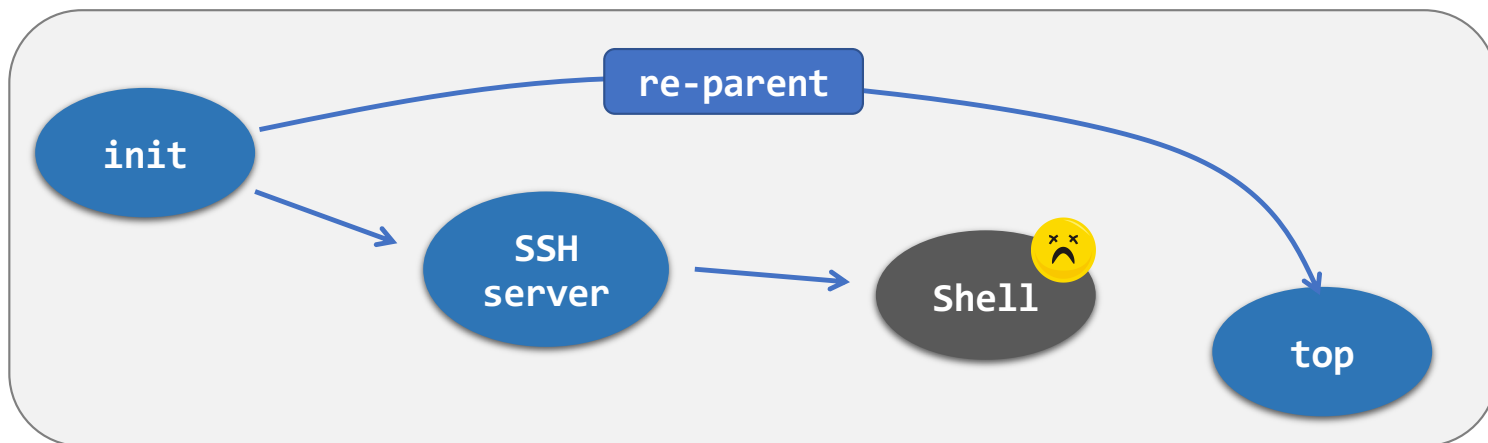 re-parent
init
SSH
server
Shell
top